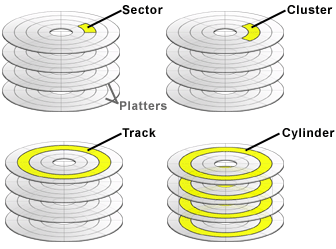 Sector
Cluster
Platters
Track
Cylinder